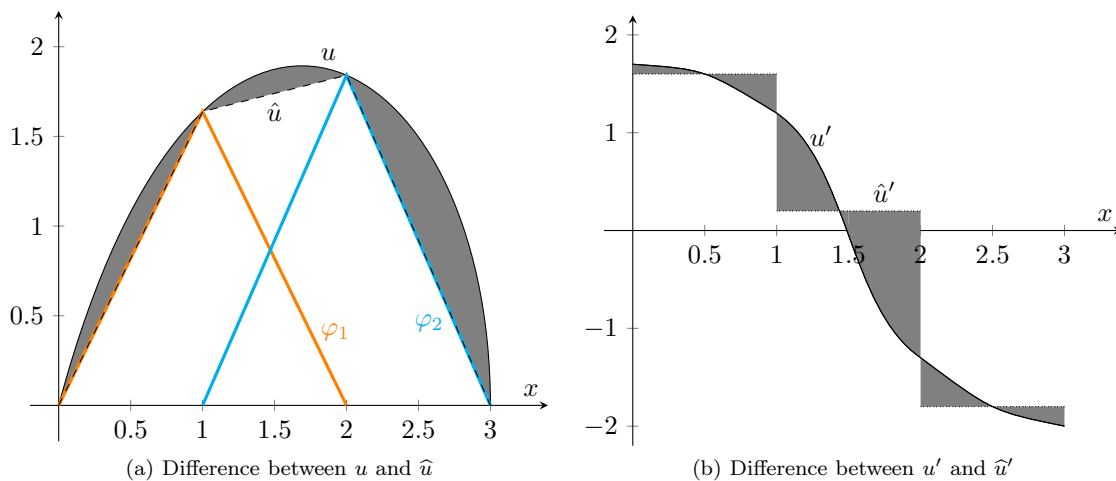 2
1.5
1
0.5
0.5 1 1.5 2 2.5 3
x
u
û
φ₁
φ₂
(a) Difference between u and û
2
1
−1
−2
0.5 1 1.5 2 2.5 3
x
u′
û′
(b) Difference between u′ and û′